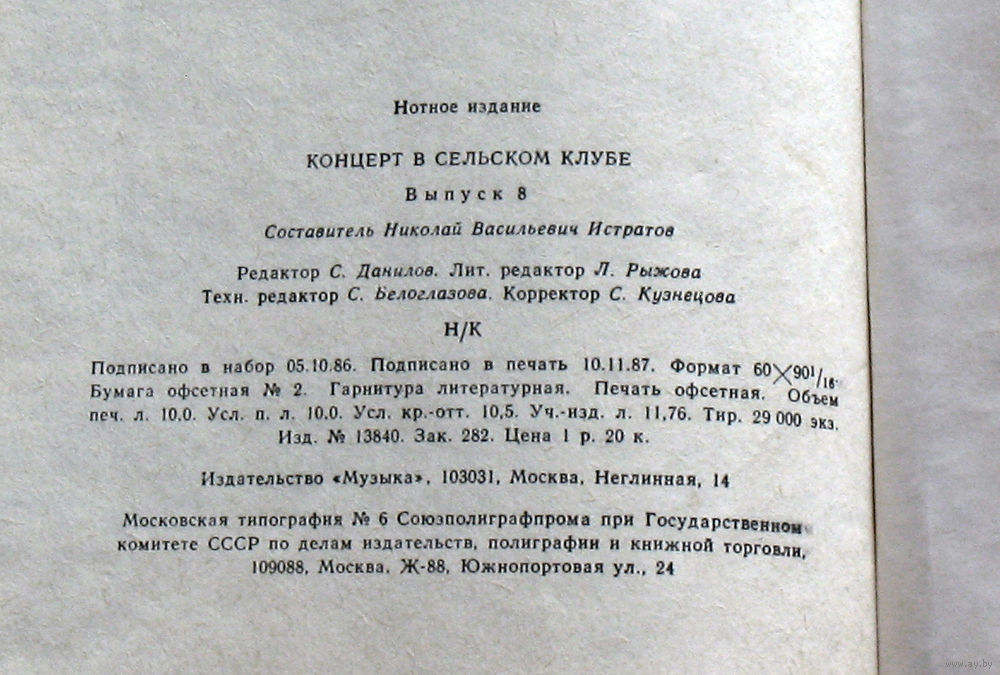 Нотное издание
КОНЦЕРТ В СЕЛЬСКОМ КЛУБЕ
Выпуск 8
Составитель Николай Васильевич Истратов
Редактор С. Данилов. Лит. редактор Л. Рыжова
Техн. редактор С. Белоглазова. Корректор С. Кузнецова
Н/К
Подписано в набор 05.10.86. Подписано в печать 10.11.87. Формат 60×90 1/16.
Бумага офсетная № 2. Гарнитура литературная. Печать офсетная. Объем
печ. л. 10.0. Усл. п. л. 10.0. Усл. кр.-отт. 10,5. Уч.-изд. л. 11,76. Тир. 29 000 экз.
Изд. № 13840. Зак. 282. Цена 1 р. 20 к.
Издательство «Музыка», 103031, Москва, Неглинная, 14
Московская типография № 6 Союзполиграфпрома при Государственном
комитете СССР по делам издательств, полиграфии и книжной торговли,
109088, Москва, Ж-88, Южнопортовая ул., 24
www.ay.by